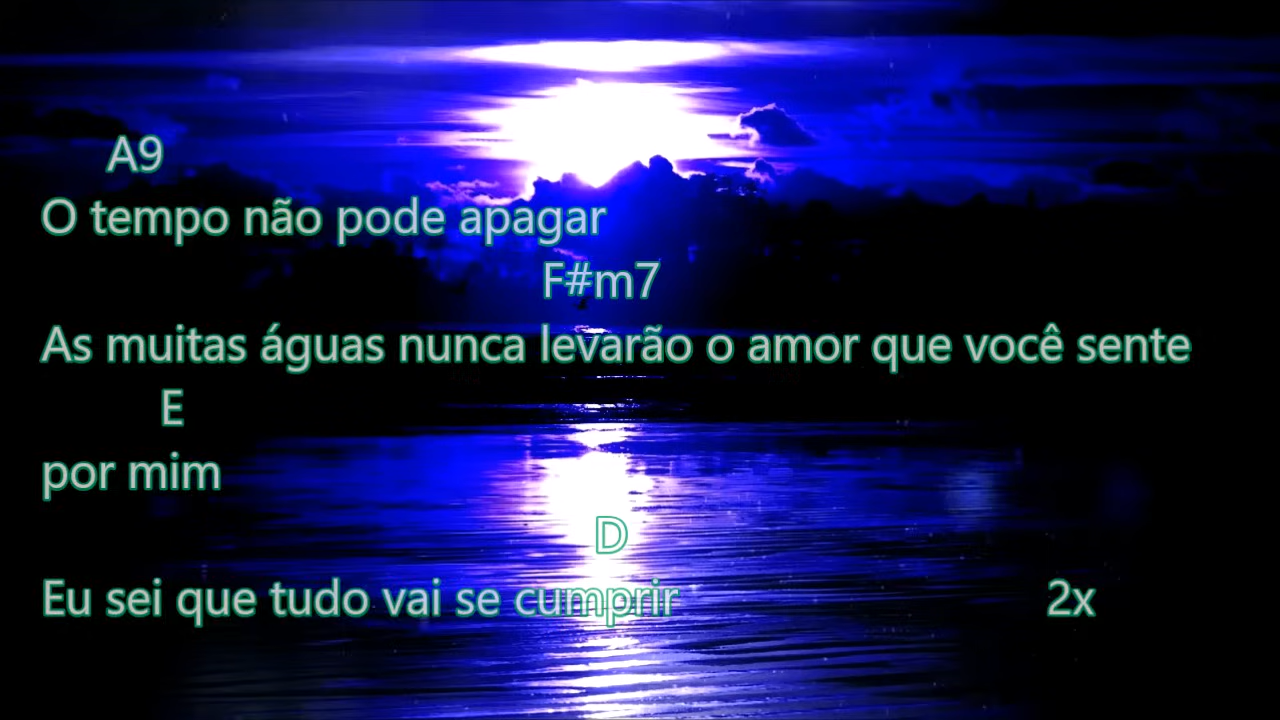 A9
O tempo não pode apagar
F#m7
As muitas águas nunca levarão o amor que você sente
E
por mim
D
Eu sei que tudo vai se cumprir 2x